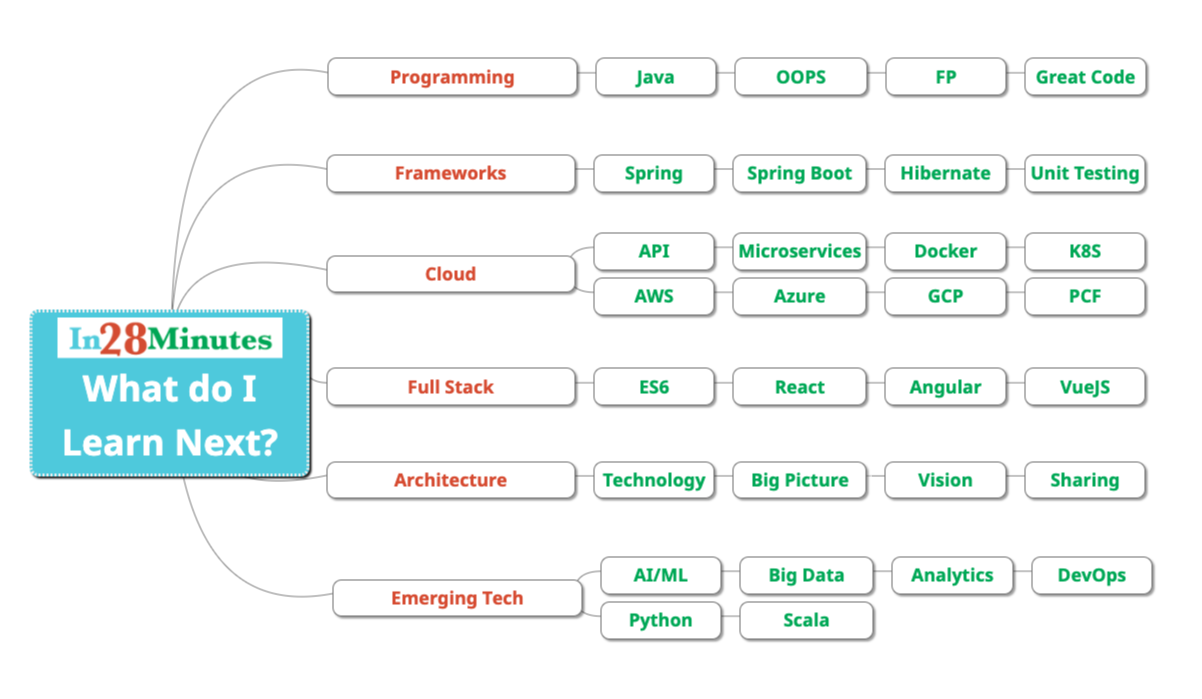 Programming
Java
OOPS
FP
Great Code
Frameworks
Spring
Spring Boot
Hibernate
Unit Testing
Cloud
API
Microservices
Docker
K8S
AWS
Azure
GCP
PCF
In28Minutes
What do I
Learn Next?
Full Stack
ES6
React
Angular
VueJS
Architecture
Technology
Big Picture
Vision
Sharing
Emerging Tech
AI/ML
Big Data
Analytics
DevOps
Python
Scala